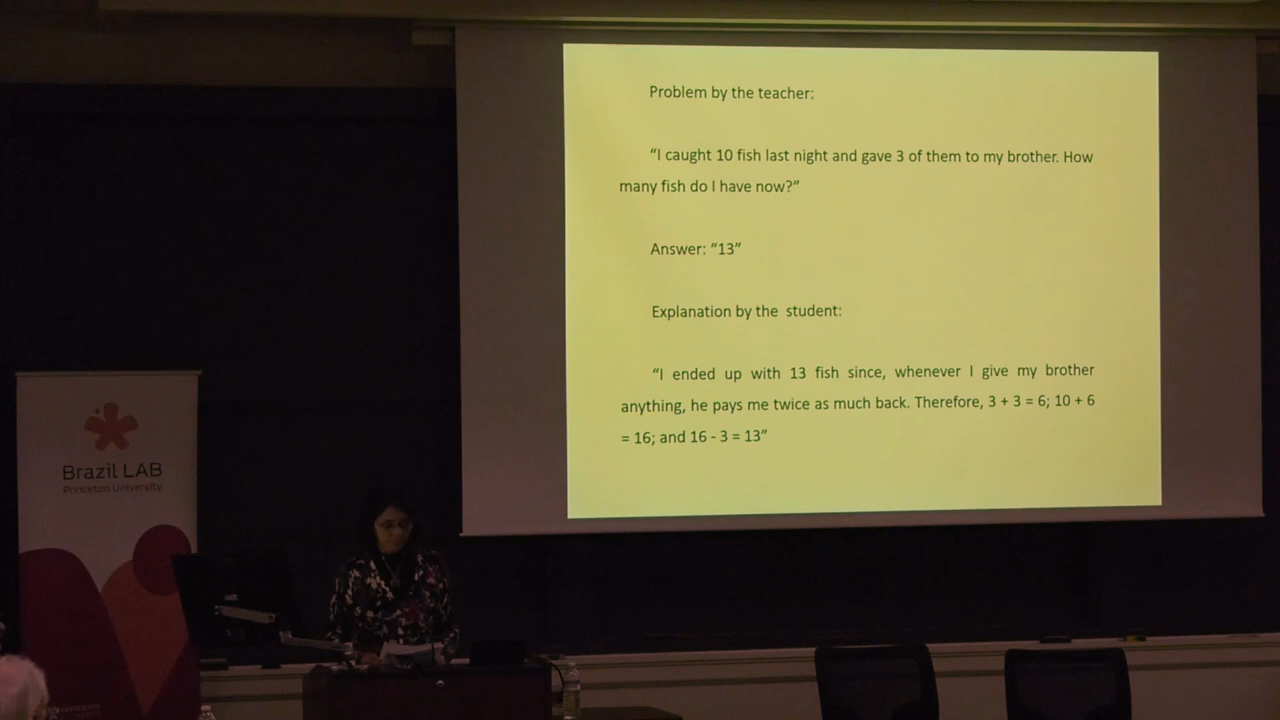 Problem by the teacher:
“I caught 10 fish last night and gave 3 of them to my brother. How
many fish do I have now?”
Answer: “13”
Explanation by the student:
“I ended up with 13 fish since, whenever I give my brother
anything, he pays me twice as much back. Therefore, 3 + 3 = 6; 10 + 6
= 16; and 16 - 3 = 13”
Brazil LAB
Princeton University